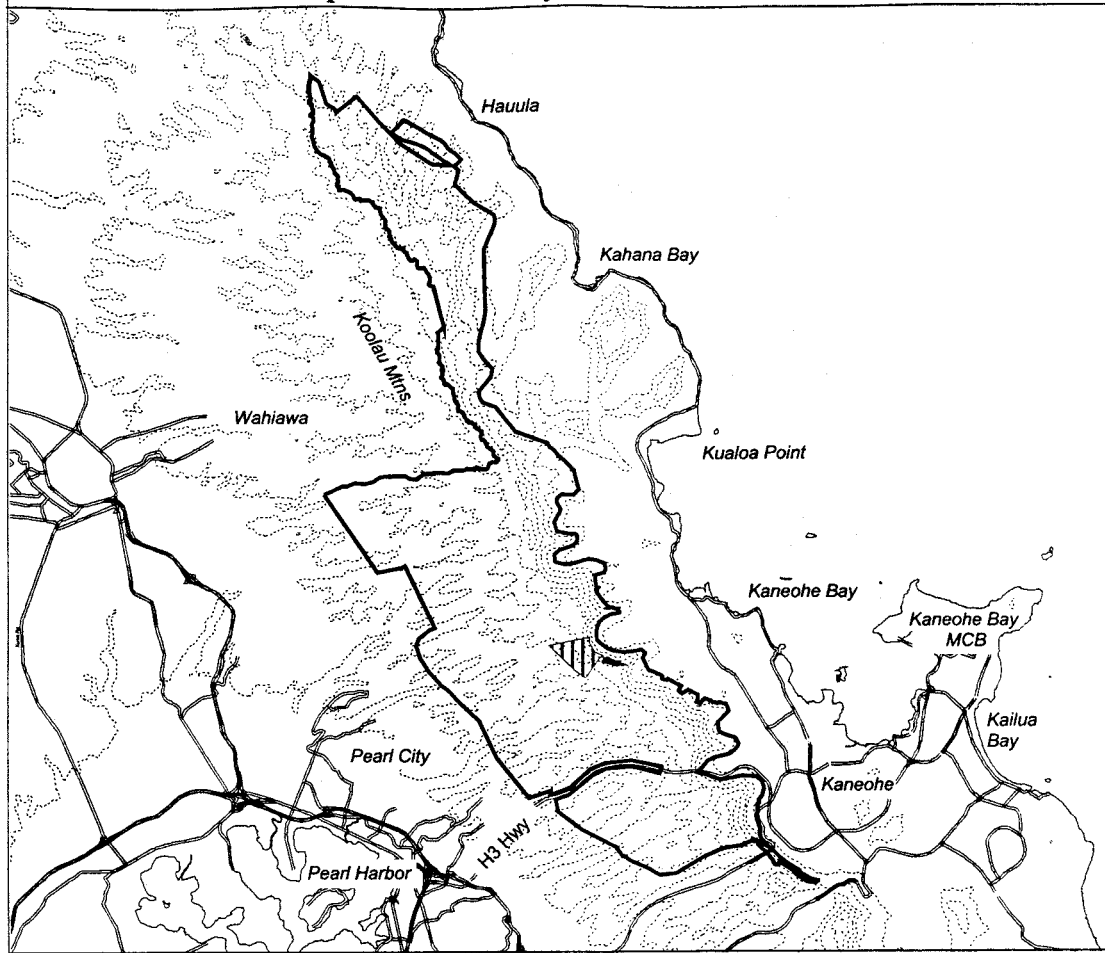 Hauula
Kahana Bay
Koolau Mtns.
Wahiawa
Kualoa Point
Kaneohe Bay
Kaneohe Bay
MCB
Kailua
Bay
Pearl City
Kaneohe
H3 Hwy
Pearl Harbor